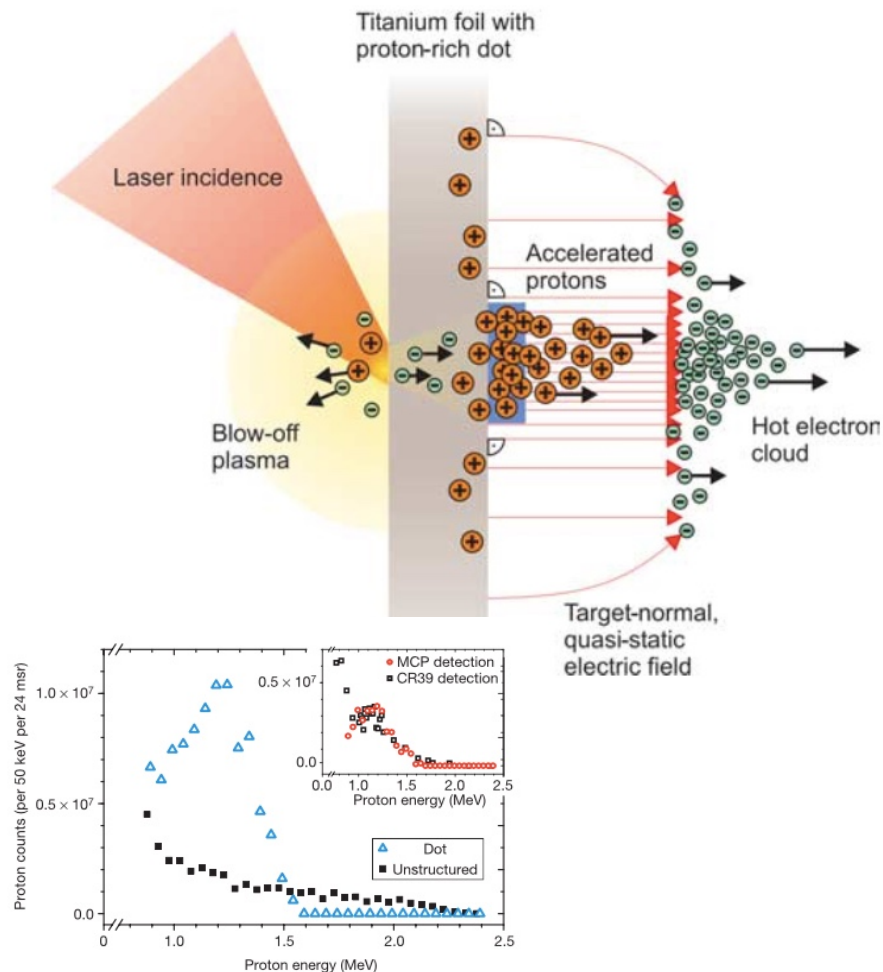 Titanium foil with
proton-rich dot
Laser incidence
Accelerated
protons
Blow-off
plasma
Hot electron
cloud
Target-normal,
quasi-static
electric field
Proton counts (per 50 keV per 24 msr)
1.0 × 10⁷
0.5 × 10⁷
0.0
0.5 × 10⁷
0.0
MCP detection
CR39 detection
0.0 1.0 1.5 2.0 2.5
Proton energy (MeV)
Dot
Unstructured
0.0 1.0 1.5 2.0 2.5
Proton energy (MeV)